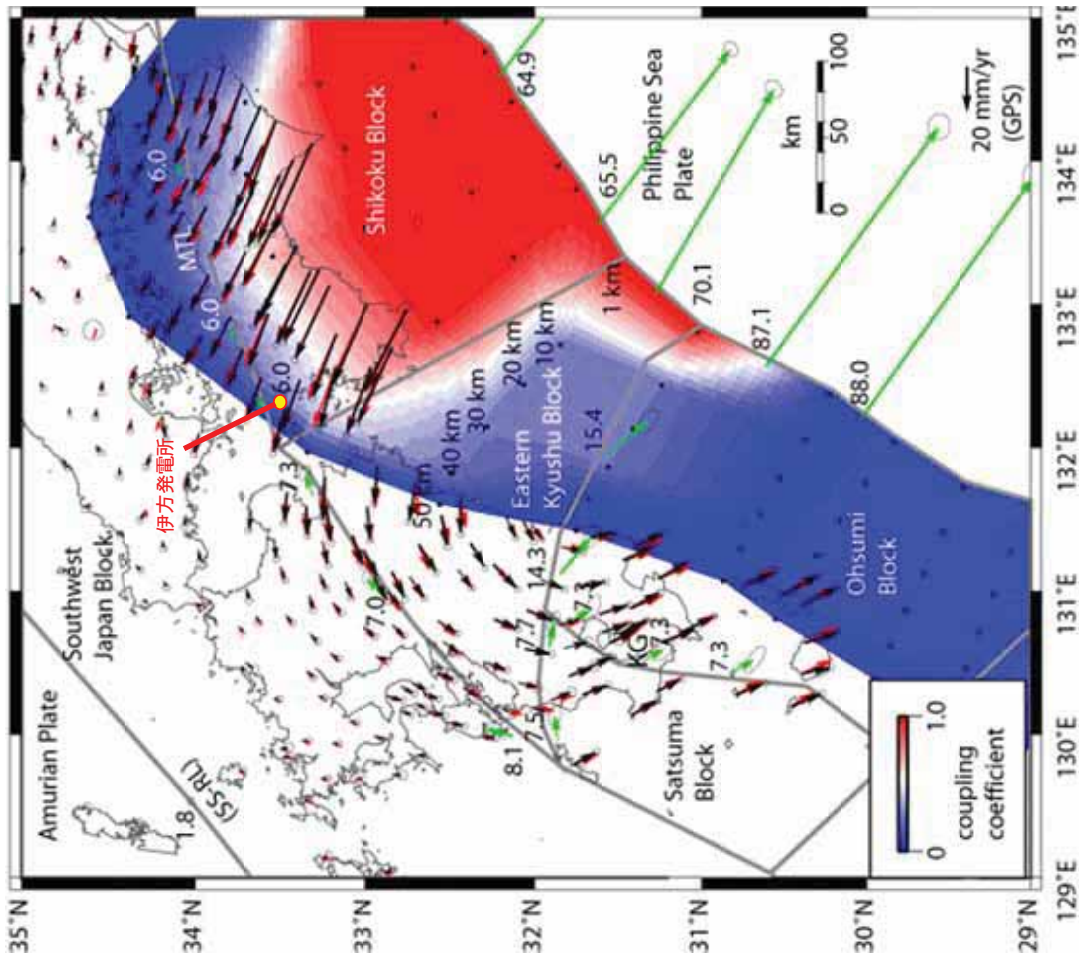 35°N
34°N
33°N
32°N
31°N
30°N
29°N
129°E
130°E
131°E
132°E
133°E
134°E
135°E
Amurian Plate
(SS-RL)
1.8
Southwest
Japan Block
伊方発電所
MTL
6.0
6.0
6.0
7.3
7.0
8.1
7.5
7.7
14.3
15.4
7.3
7.3
7.3
KG
50 km
40 km
30 km
20 km
10 km
1 km
Shikoku Block
Eastern
Kyushu Block
Ohsumi
Block
Satsuma
Block
Philippine Sea
Plate
64.9
65.5
70.1
87.1
88.0
km
0
50
100
20 mm/yr
(GPS)
0
1.0
coupling
coefficient